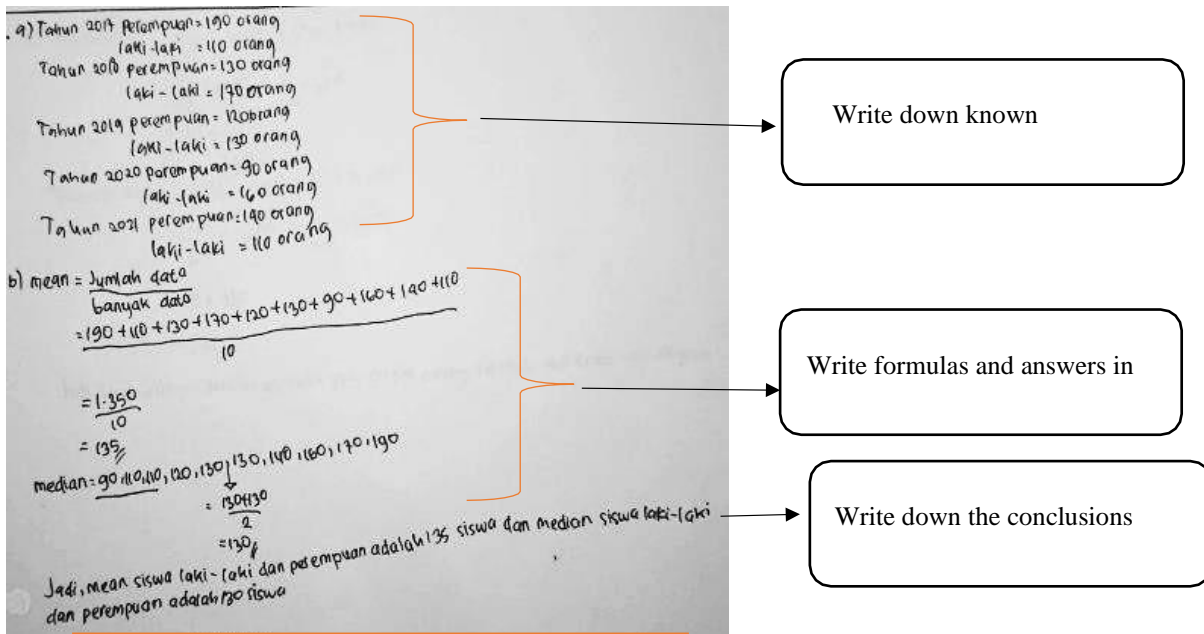 . a) Tahun 2017 Perempuan = 190 orang
laki-laki = 110 orang
Tahun 2018 perempuan = 130 orang
laki-laki = 170 orang
Tahun 2019 perempuan = 120 orang
laki-laki = 130 orang
Tahun 2020 perempuan = 90 orang
laki-laki = 160 orang
Tahun 2021 perempuan = 140 orang
laki-laki = 110 orang
b) mean = Jumlah data
banyak data
= 190 + 110 + 130 + 170 + 120 + 130 + 90 + 160 + 140 + 110
10
= 1.350
10
= 135
median = 90, 110, 110, 120, 130, 130, 140, 160, 170, 190
= 130+130
2
= 130
Jadi, mean siswa laki-laki dan perempuan adalah 135 siswa dan median siswa laki-laki
dan perempuan adalah 130 siswa
Write down known
Write formulas and answers in
Write down the conclusions